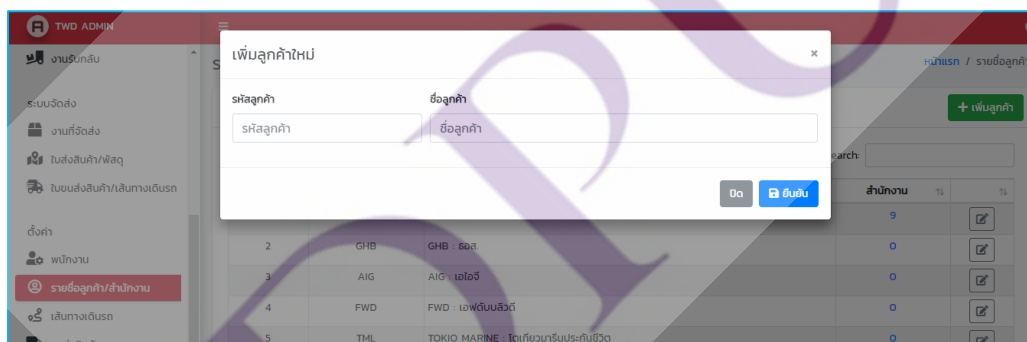 TWD ADMIN
งานรับกลับ
หน้าแรก / รายชื่อลูกค้า
เพิ่มลูกค้าใหม่ ×
รหัสลูกค้า ชื่อลูกค้า
รหัสลูกค้า ชื่อลูกค้า
ปิด ยืนยัน
+ เพิ่มลูกค้า
earch:
ระบบจัดส่ง
งานที่จัดส่ง
ใบส่งสินค้า/พัสดุ
ใบขนส่งสินค้า/เส้นทางเดินรถ
ตั้งค่า
พนักงาน
รายชื่อลูกค้า/สำนักงาน
เส้นทางเดินรถ
สำนักงาน
9
2 GHB GHB : ธอส. 0
3 AIG AIG : เอไอจี 0
4 FWD FWD : เอฟดับบลิวดี 0
5 TML TOKIO MARINE : โตเกียวมารีนประกันชีวิต 0